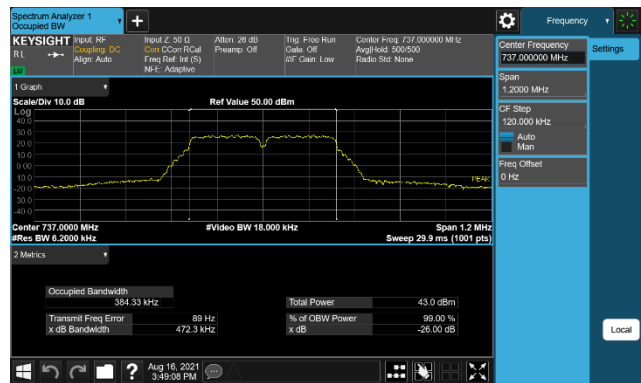 Spectrum Analyzer 1
Occupied BW
+
Frequency
KEYSIGHT
RL
Input: RF
Coupling: DC
Align: Auto
Input Z: 50 Ω
Corr CCorr RCal
Freq Ref: Int (S)
NFE: Adaptive
Atten: 26 dB
Preamp: Off
Trig: Free Run
Gate: Off
#IF Gain: Low
Center Freq: 737.000000 MHz
Avg|Hold: 500/500
Radio Std: None
Center Frequency
737.000000 MHz
Settings
Span
1.2000 MHz
CF Step
120.000 kHz
Auto
Man
Freq Offset
0 Hz
1 Graph
Scale/Div 10.0 dB
Ref Value 50.00 dBm
Log
40.0
30.0
20.0
10.0
0.00
-10.0
-20.0
-30.0
-40.0
PEAK
Center 737.0000 MHz
#Video BW 18.000 kHz
Span 1.2 MHz
#Res BW 6.2000 kHz
Sweep 29.9 ms (1001 pts)
2 Metrics
Occupied Bandwidth
384.33 kHz
Total Power
43.0 dBm
Transmit Freq Error
89 Hz
% of OBW Power
99.00 %
x dB Bandwidth
472.3 kHz
x dB
-26.00 dB
Local
?
Aug 16, 2021
3:49:08 PM